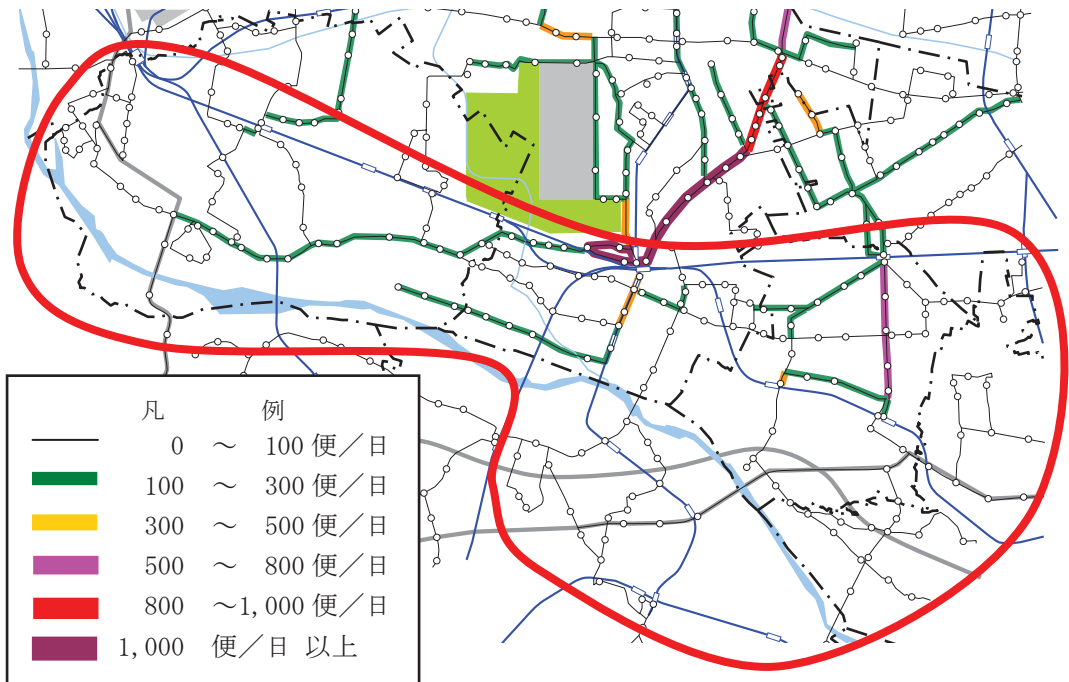 凡 例
0 ～ 100 便／日
100 ～ 300 便／日
300 ～ 500 便／日
500 ～ 800 便／日
800 ～1,000 便／日
1,000 便／日 以上